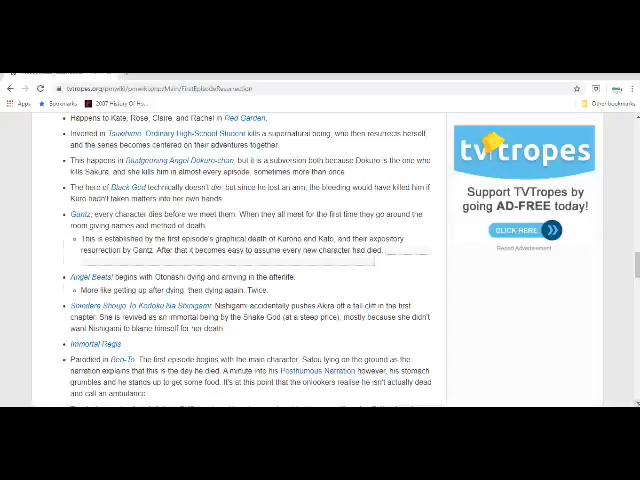 tvtropes.org/pmwiki/pmwiki.php/Main/FirstEpisodeResurrection
Apps Bookmarks 2007 History Of Ho... Other bookmarks
Happens to Kate, Rose, Claire, and Rachel in Red Garden.
Inverted in Tsukihime. Ordinary High-School Student kills a supernatural being, who then resurrects herself,
and the series becomes centered on their adventures together.
This happens in Bludgeoning Angel Dokuro-chan, but it is a subversion both because Dokuro is the one who
kills Sakura, and she kills him in almost every episode, sometimes more than once.
The hero of Black God technically doesn't die, but since he lost an arm, the bleeding would have killed him if
Kuro hadn't taken matters into her own hands.
Gantz, every character dies before we meet them. When they all meet for the first time they go around the
room giving names and method of death.
This is established by the first episode's graphical death of Kurono and Kato, and their expository
resurrection by Gantz. After that it becomes easy to assume every new character had died.
Angel Beats! begins with Otonashi dying and arriving in the afterlife.
More like getting up after dying, then dying again. Twice.
Shindere Shoujo To Kodoku Na Shinigami: Nishigami accidentally pushes Akira off a tall cliff in the first
chapter. She is revived as an immortal being by the Snake God (at a steep price), mostly because she didn't
want Nishigami to blame himself for her death.
Immortal Regis
Parodied in Ben-To. The first episode begins with the main character, Satou lying on the ground as the
narration explains that this is the day he died. A minute into his Posthumous Narration however, his stomach
grumbles and he stands up to get some food. It's at this point that the onlookers realise he isn't actually dead
and call an ambulance.
tvtropes
Support TVTropes by
going AD-FREE today!
CLICK HERE
Report Advertisement